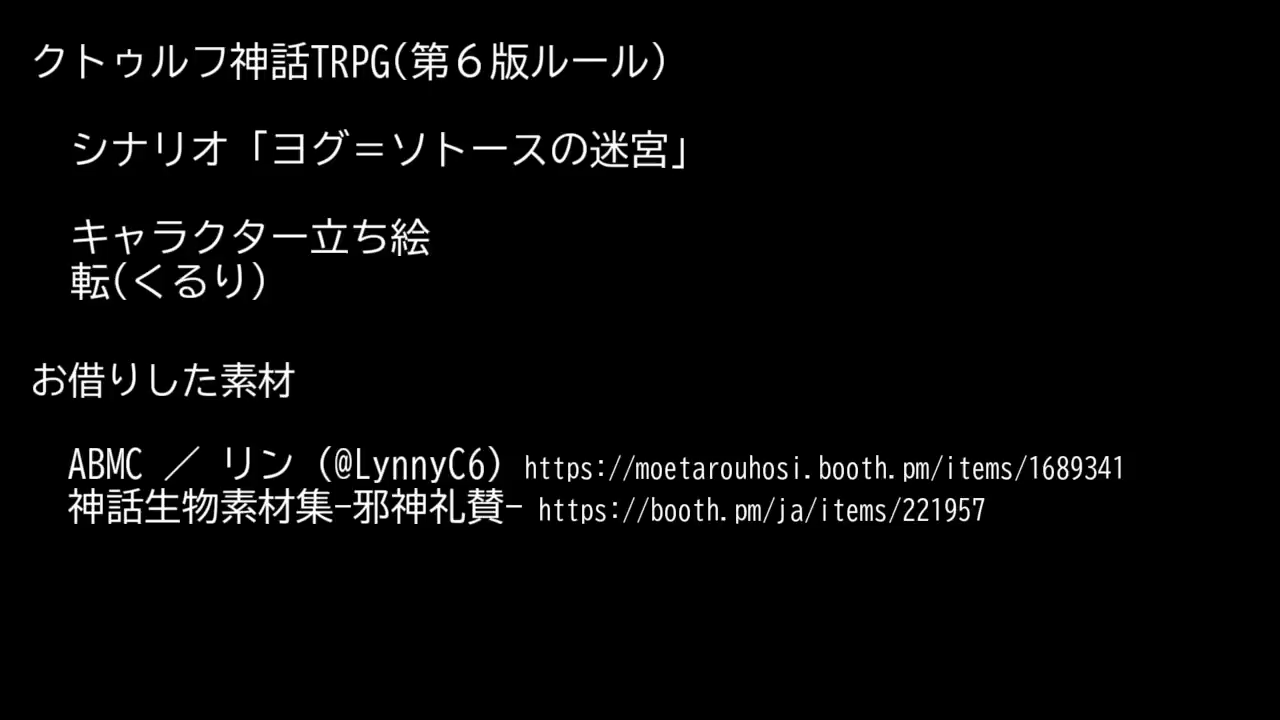 クトゥルフ神話TRPG(第６版ルール)
シナリオ「ヨグ＝ソトースの迷宮」
キャラクター立ち絵
転(くるり)
お借りした素材
ABMC ／ リン (@LynnyC6) https://moetarouhosi.booth.pm/items/1689341
神話生物素材集−邪神礼賛− https://booth.pm/ja/items/221957